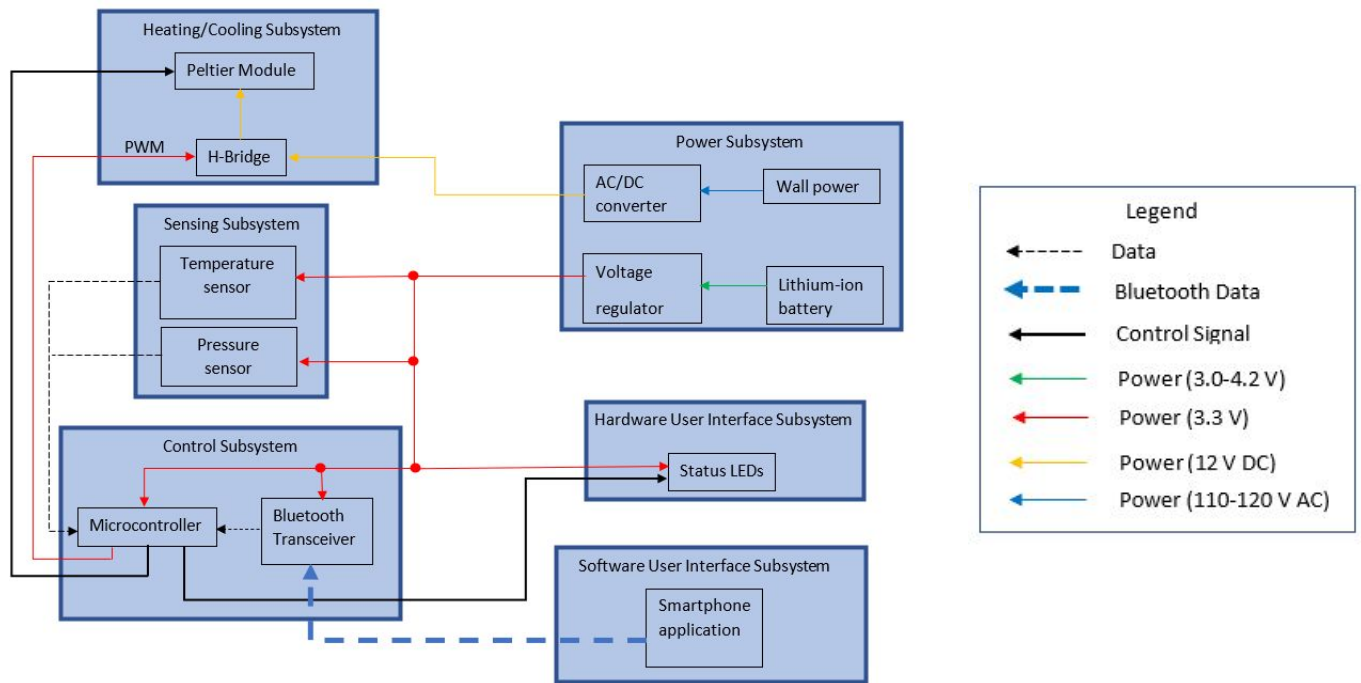 Heating/Cooling Subsystem
Peltier Module
PWM
H-Bridge
Power Subsystem
AC/DC
converter
Wall power
Voltage
regulator
Lithium-ion
battery
Sensing Subsystem
Temperature
sensor
Pressure
sensor
Hardware User Interface Subsystem
Status LEDs
Control Subsystem
Microcontroller
Bluetooth
Transceiver
Software User Interface Subsystem
Smartphone
application
Legend
Data
Bluetooth Data
Control Signal
Power (3.0-4.2 V)
Power (3.3 V)
Power (12 V DC)
Power (110-120 V AC)